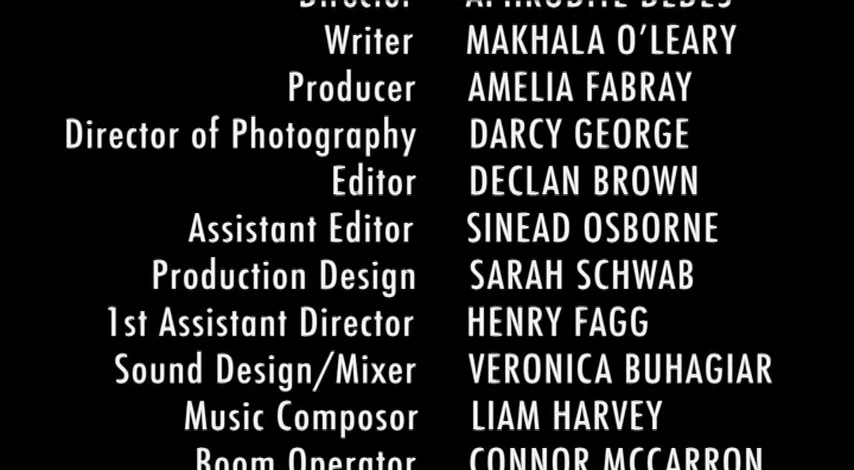 Director APHRODITE BEBES
Writer MAKHALA O'LEARY
Producer AMELIA FABRAY
Director of Photography DARCY GEORGE
Editor DECLAN BROWN
Assistant Editor SINEAD OSBORNE
Production Design SARAH SCHWAB
1st Assistant Director HENRY FAGG
Sound Design/Mixer VERONICA BUHAGIAR
Music Composor LIAM HARVEY
Boom Operator CONNOR MCCARRON